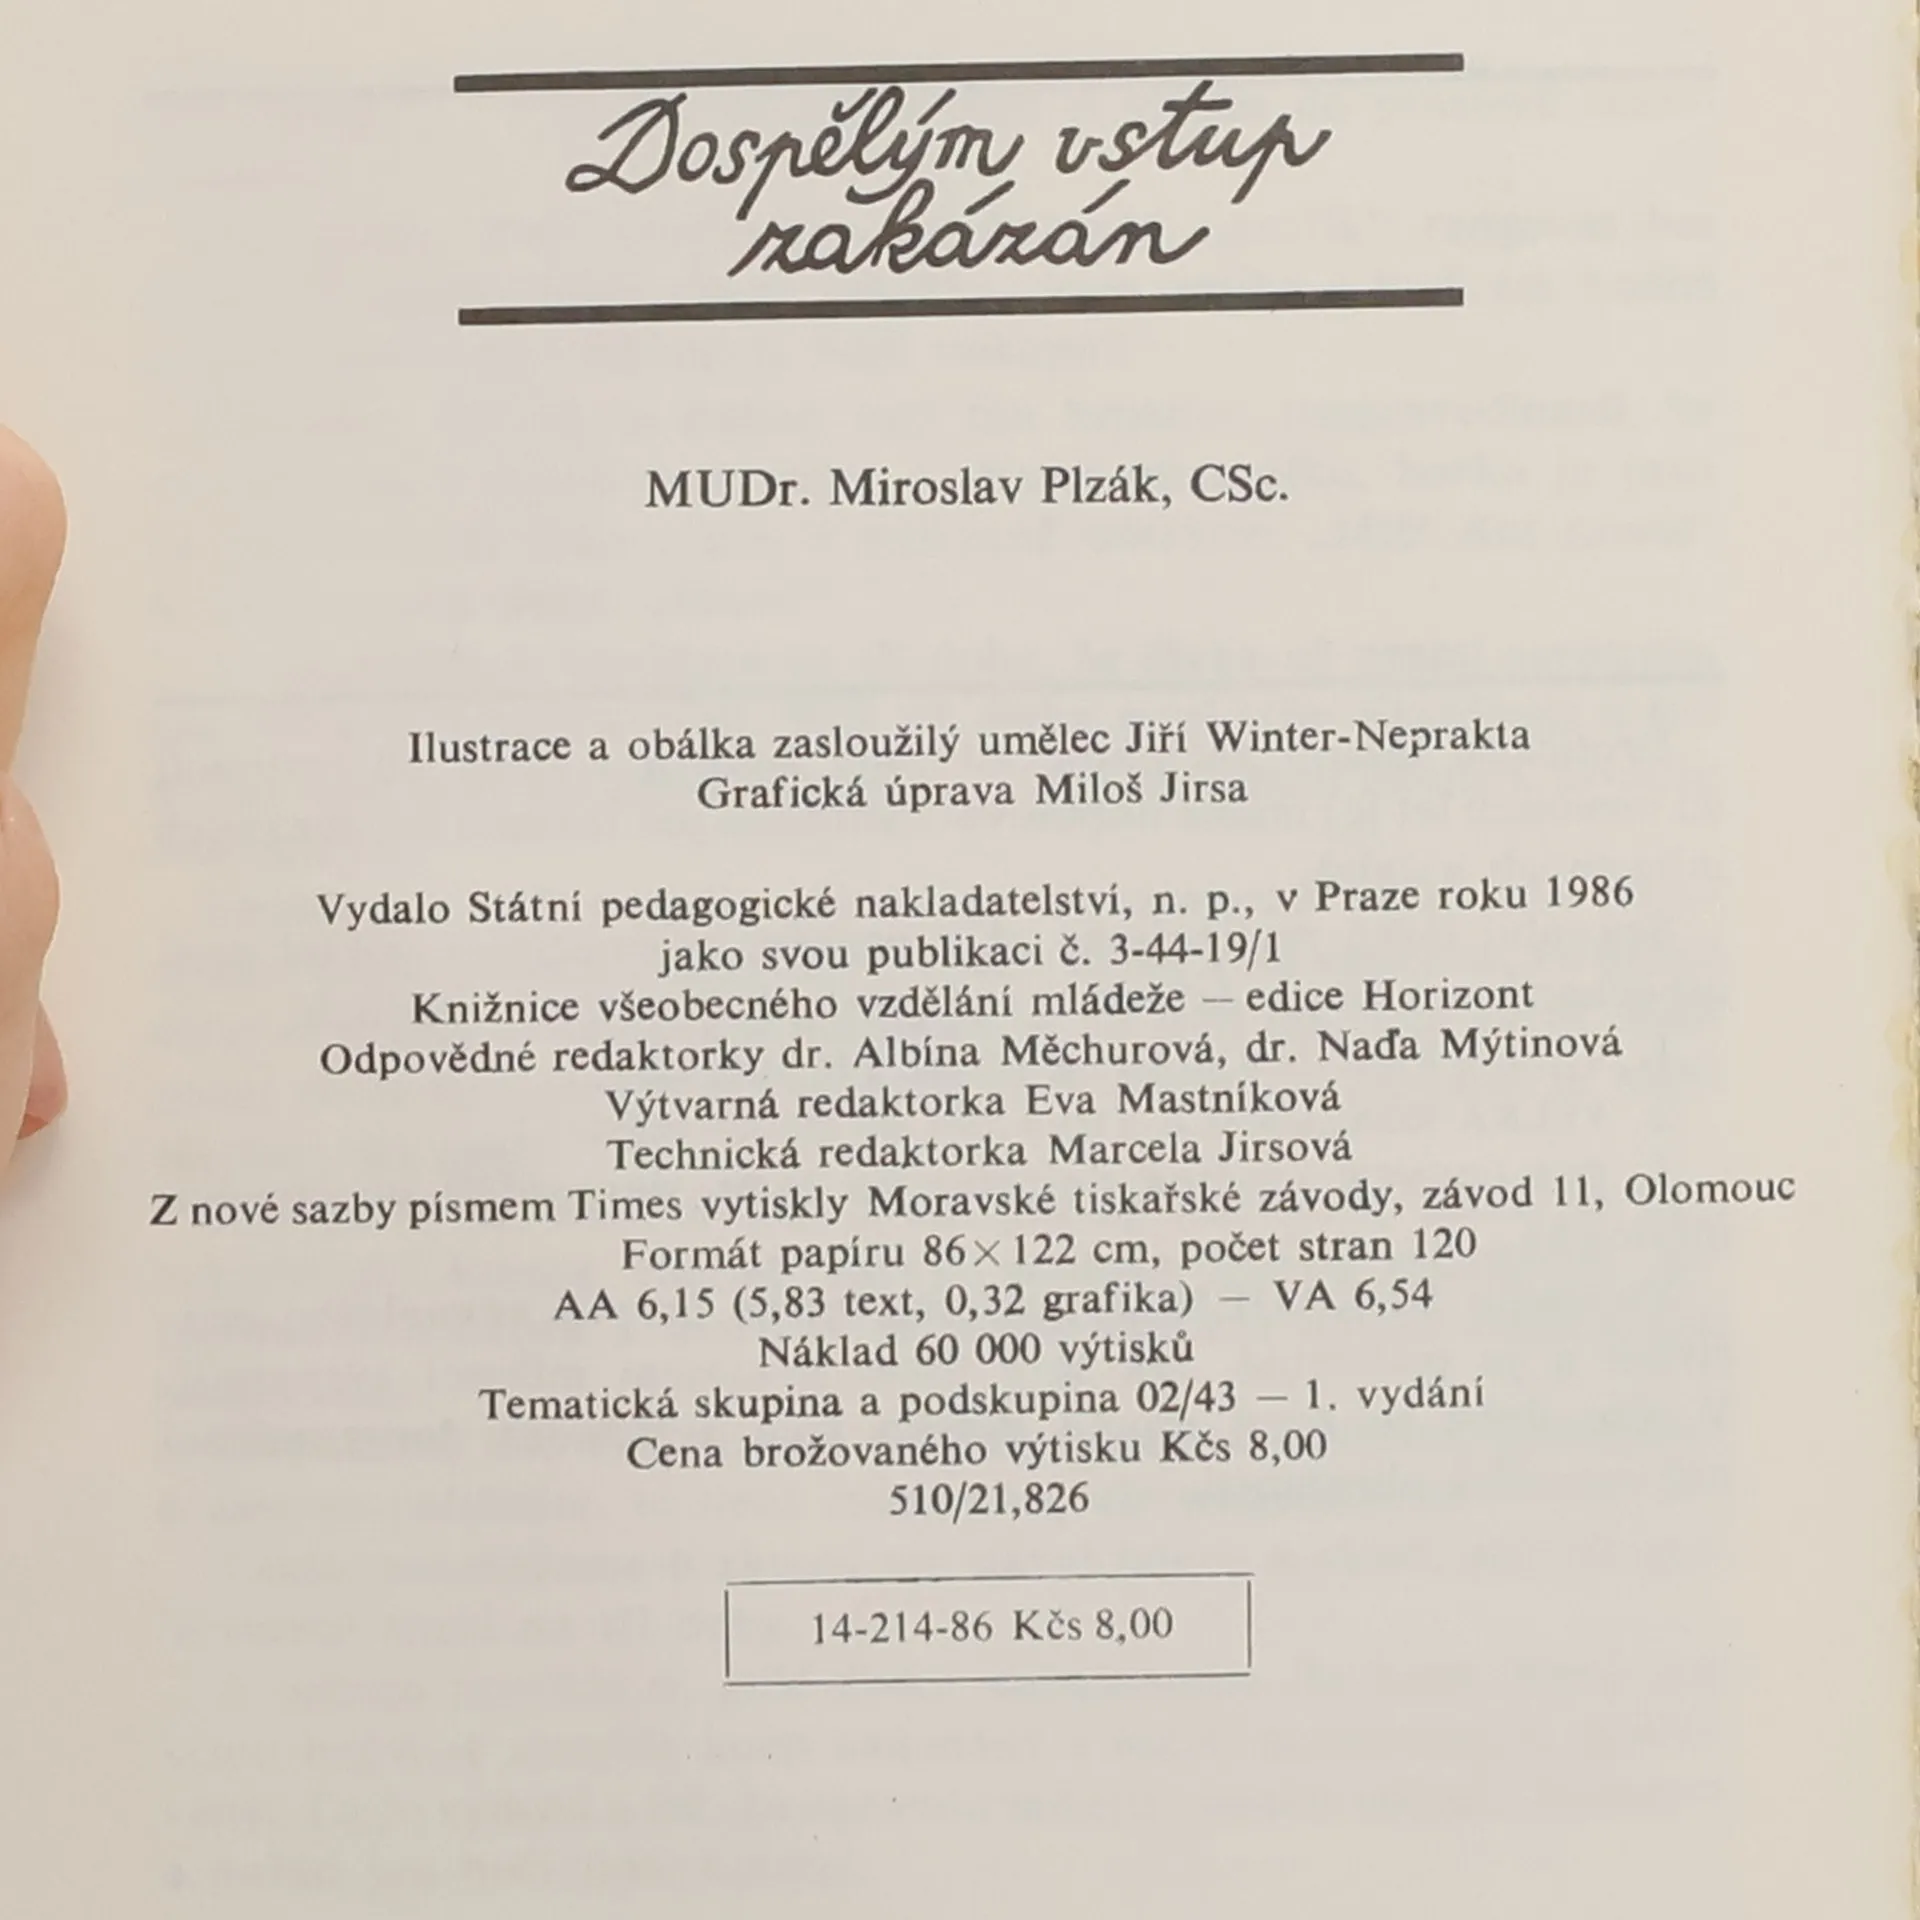 Dospělým vstup
zakázán
MUDr. Miroslav Plzák, CSc.
Ilustrace a obálka zasloužilý umělec Jiří Winter-Neprakta
Grafická úprava Miloš Jirsa
Vydalo Státní pedagogické nakladatelství, n. p., v Praze roku 1986
jako svou publikaci č. 3-44-19/1
Knižnice všeobecného vzdělání mládeže — edice Horizont
Odpovědné redaktorky dr. Albína Měchurová, dr. Naďa Mýtinová
Výtvarná redaktorka Eva Mastníková
Technická redaktorka Marcela Jirsová
Z nové sazby písmem Times vytiskly Moravské tiskařské závody, závod 11, Olomouc
Formát papíru 86×122 cm, počet stran 120
AA 6,15 (5,83 text, 0,32 grafika) — VA 6,54
Náklad 60 000 výtisků
Tematická skupina a podskupina 02/43 — 1. vydání
Cena brožovaného výtisku Kčs 8,00
510/21,826
14-214-86 Kčs 8,00